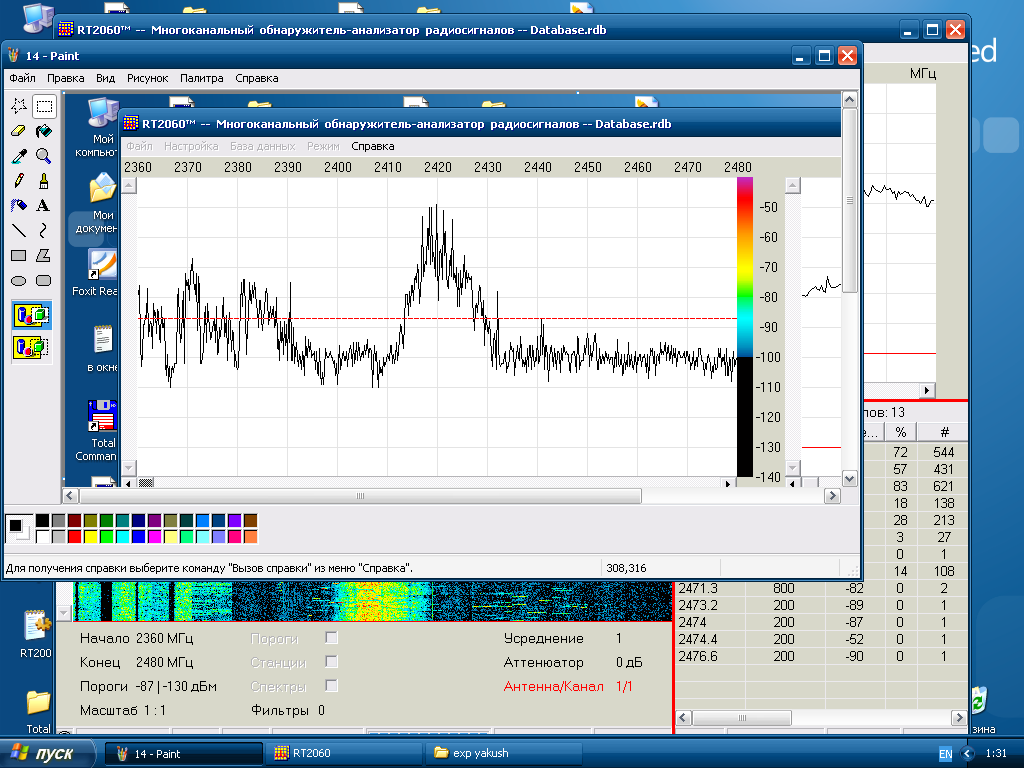 RT2060™ -- Многоканальный обнаружитель-анализатор радиосигналов -- Database.rdb
ed
14 - Paint
Файл Правка Вид Рисунок Палитра Справка
МГц
RT2060™ -- Многоканальный обнаружитель-анализатор радиосигналов -- Database.rdb
Файл Настройка База данных Режим Справка
Мой
компьют
2360 2370 2380 2390 2400 2410 2420 2430 2440 2450 2460 2470 2480
-50
-60
-70
-80
-90
-100
-110
-120
-130
-140
Мои
докумен
Foxit Rea
в окне
Total
Comman
лов: 13
е... % #
72 544
57 431
83 621
18 138
28 213
3 27
0 1
14 108
Для получения справки выберите команду "Вызов справки" из меню "Справка".
308,316
2471.3 800 -82 0 2
2473.2 200 -89 0 1
2474 200 -87 0 1
2474.4 200 -52 0 1
2476.6 200 -90 0 1
Начало 2360 МГц Пороги Усреднение 1
Конец 2480 МГц Станции Аттенюатор 0 дБ
Пороги -87|-130 дБм Спектры Антенна/Канал 1/1
Масштаб 1:1 Фильтры 0
RT200
Total
зина
пуск 14 - Paint RT2060 exp yakush EN 1:31